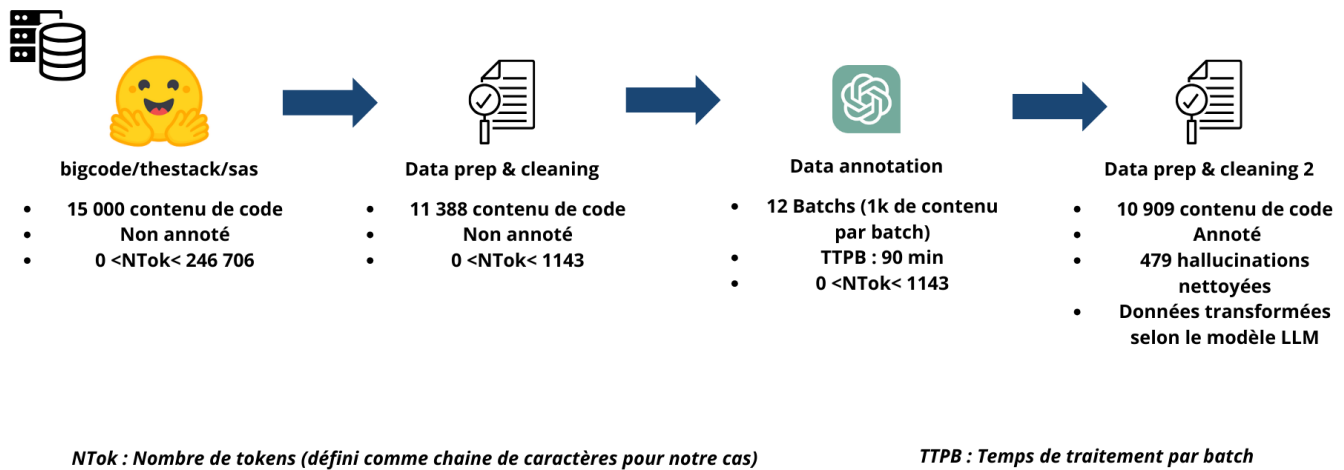 bigcode/thestack/sas
• 15 000 contenu de code
• Non annoté
• 0 <NTok< 246 706
Data prep & cleaning
• 11 388 contenu de code
• Non annoté
• 0 <NTok< 1143
Data annotation
• 12 Batchs (1k de contenu
par batch)
• TTPB : 90 min
• 0 <NTok< 1143
Data prep & cleaning 2
• 10 909 contenu de code
• Annoté
• 479 hallucinations
nettoyées
• Données transformées
selon le modèle LLM
NTok : Nombre de tokens (défini comme chaine de caractères pour notre cas)
TTPB : Temps de traitement par batch